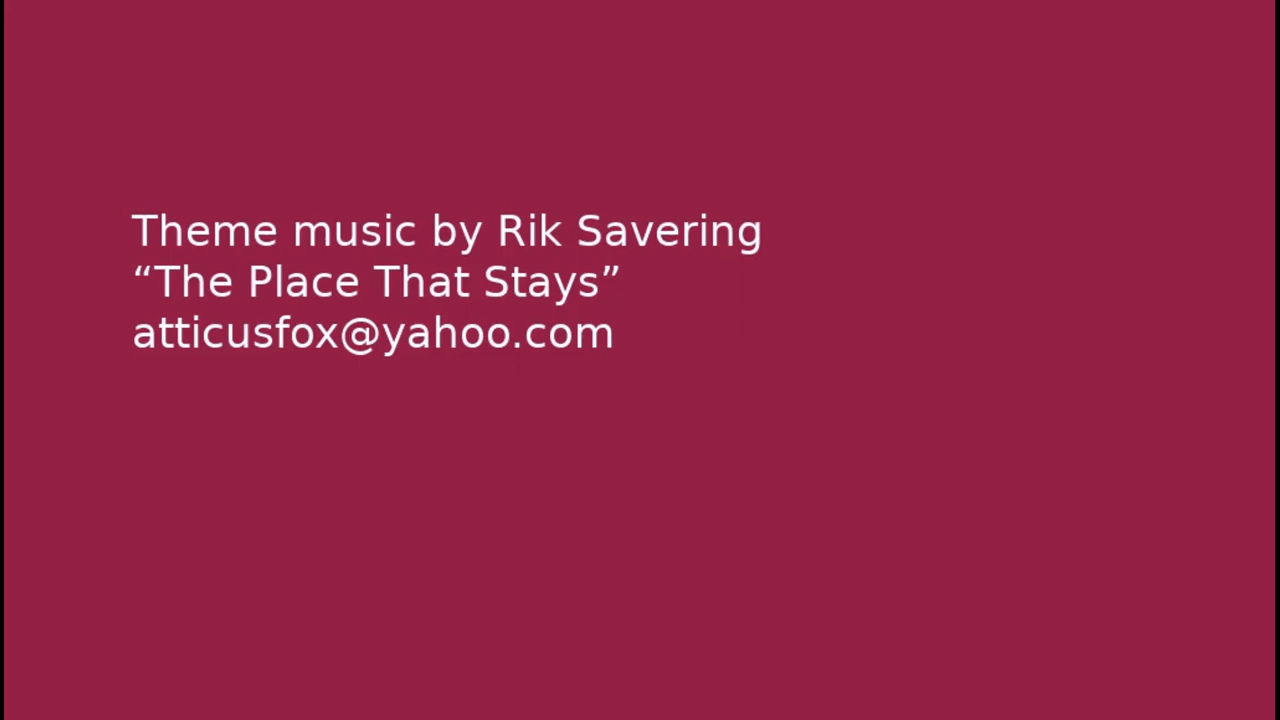 Theme music by Rik Savering
“The Place That Stays”
atticusfox@yahoo.com